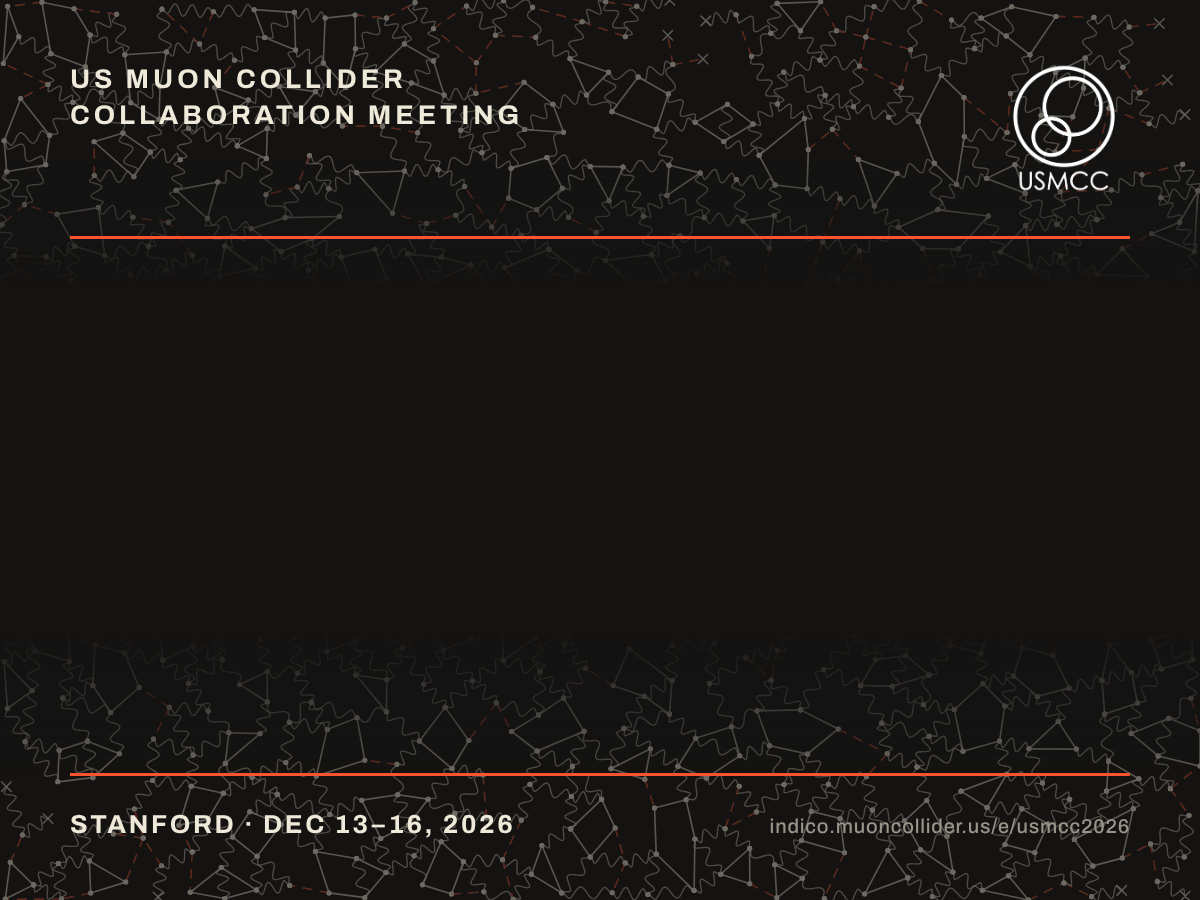 US MUON COLLIDER
COLLABORATION MEETING
USMCC
STANFORD · DEC 13–16, 2026
indico.muoncollider.us/e/usmcc2026